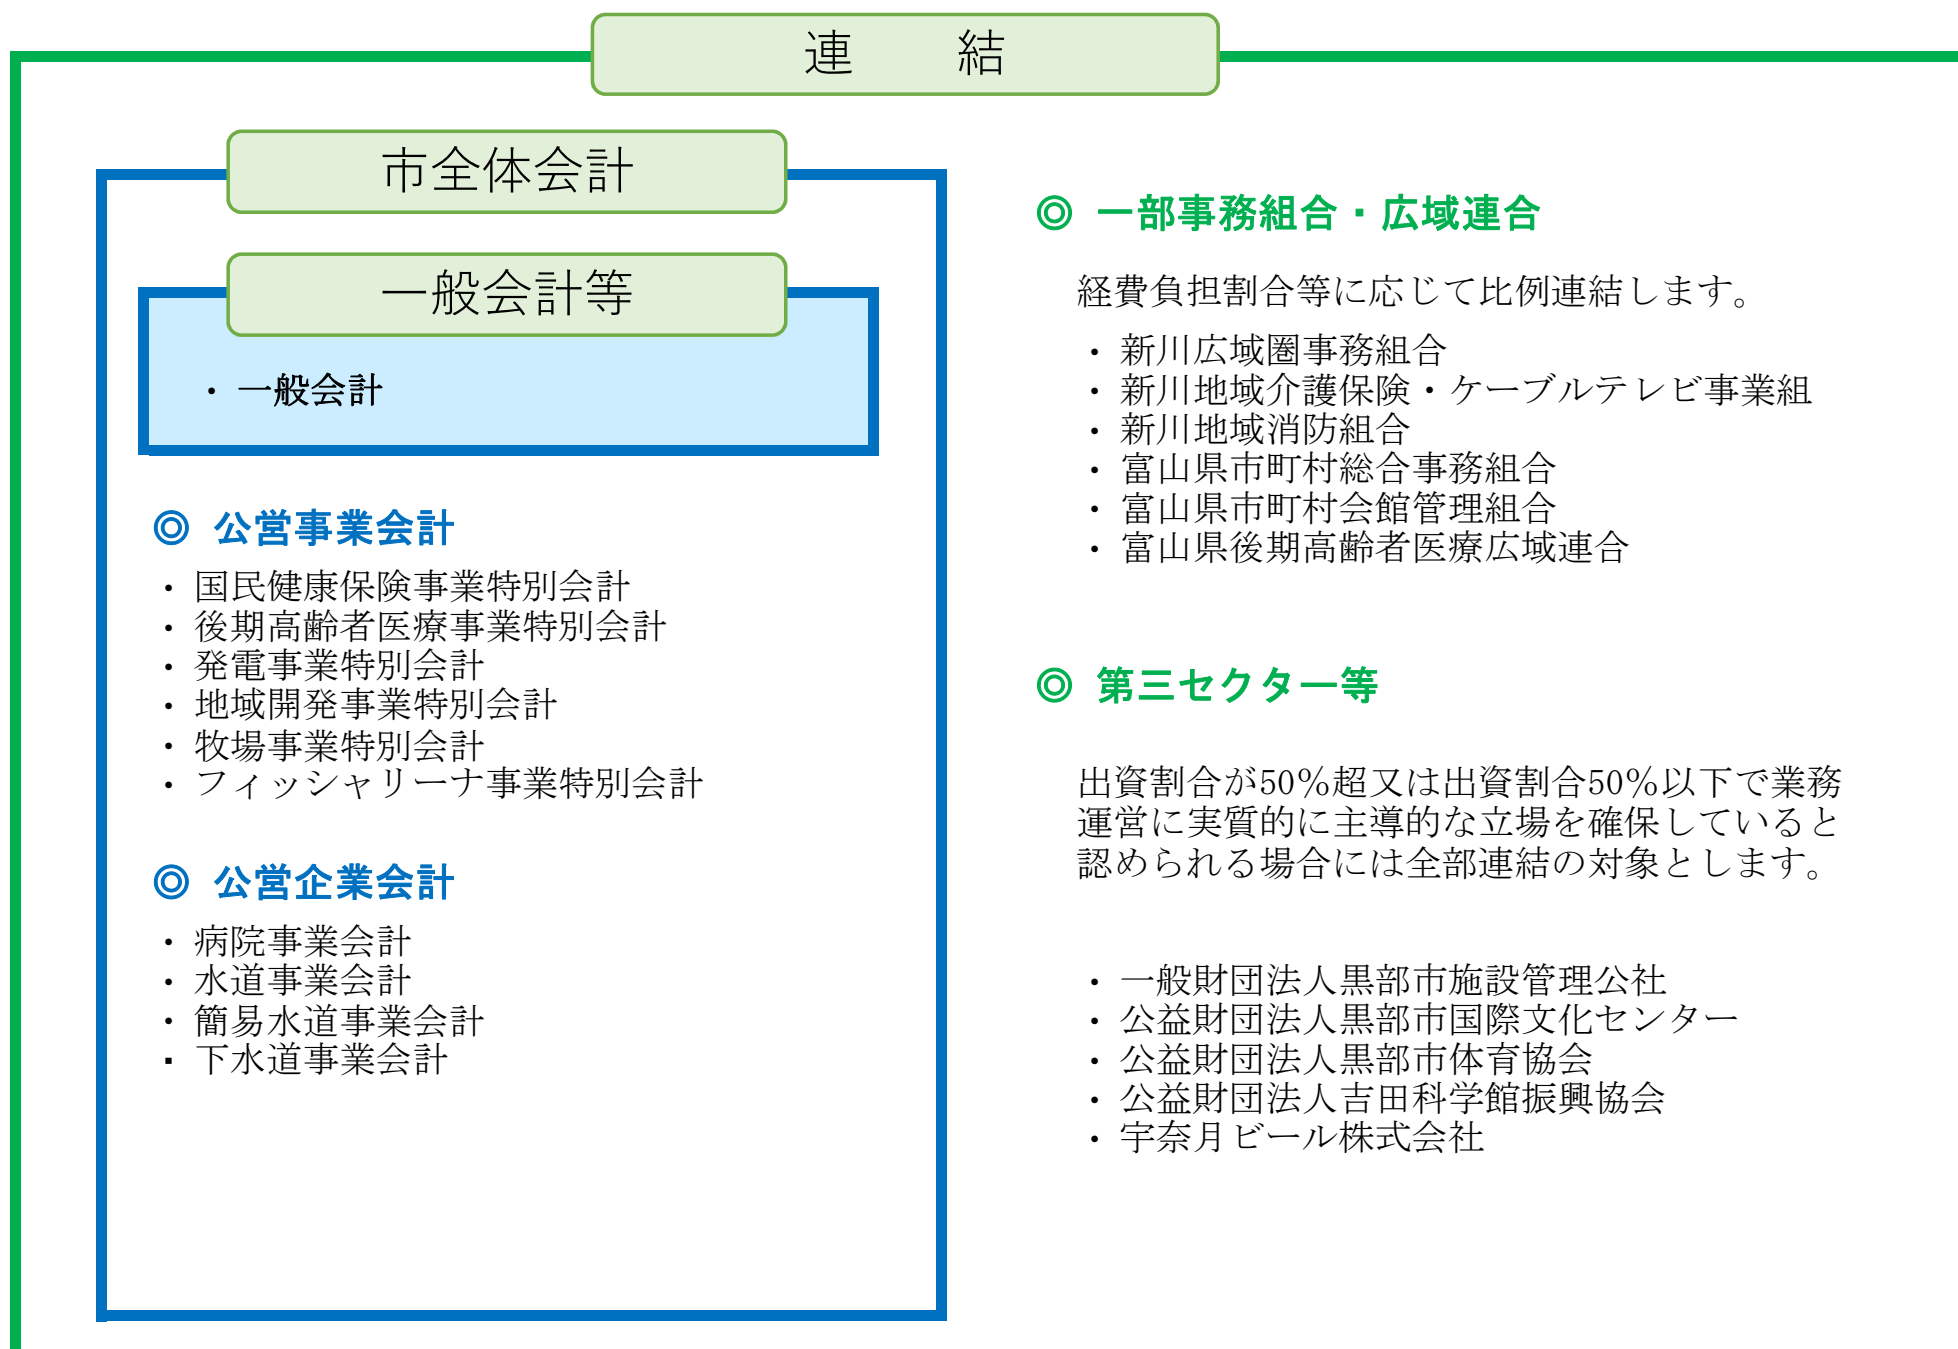 連 結
市全体会計
一般会計等
・ 一般会計
◎ 公営事業会計
・ 国民健康保険事業特別会計
・ 後期高齢者医療事業特別会計
・ 発電事業特別会計
・ 地域開発事業特別会計
・ 牧場事業特別会計
・ フィッシャリーナ事業特別会計
◎ 公営企業会計
・ 病院事業会計
・ 水道事業会計
・ 簡易水道事業会計
・ 下水道事業会計
◎ 一部事務組合・広域連合
経費負担割合等に応じて比例連結します。
・ 新川広域圏事務組合
・ 新川地域介護保険・ケーブルテレビ事業組
・ 新川地域消防組合
・ 富山県市町村総合事務組合
・ 富山県市町村会館管理組合
・ 富山県後期高齢者医療広域連合
◎ 第三セクター等
出資割合が50％超又は出資割合50％以下で業務
運営に実質的に主導的な立場を確保していると
認められる場合には全部連結の対象とします。
・ 一般財団法人黒部市施設管理公社
・ 公益財団法人黒部市国際文化センター
・ 公益財団法人黒部市体育協会
・ 公益財団法人吉田科学館振興協会
・ 宇奈月ビール株式会社